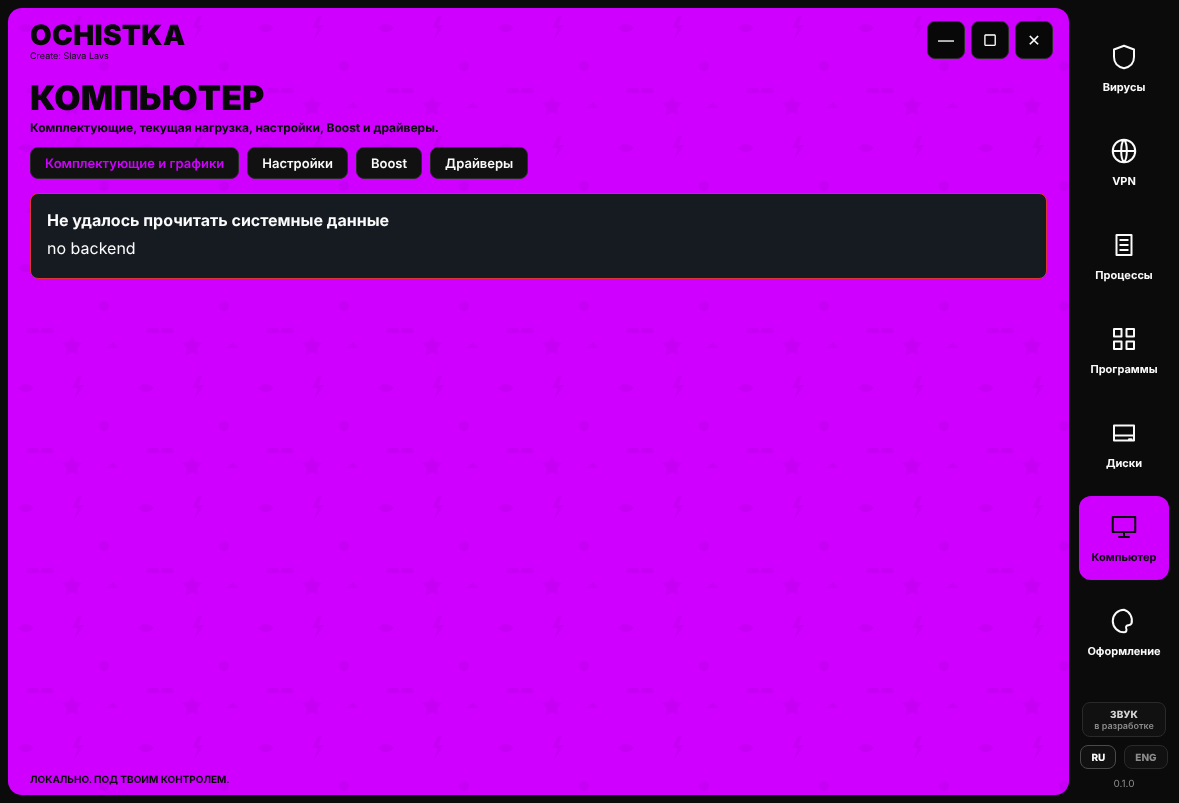 OCHISTKA
Create: Slava Lavs
КОМПЬЮТЕР
Комплектующие, текущая нагрузка, настройки, Boost и драйверы.
Комплектующие и графики
Настройки
Boost
Драйверы
Не удалось прочитать системные данные
no backend
ЛОКАЛЬНО. ПОД ТВОИМ КОНТРОЛЕМ.
Вирусы
VPN
Процессы
Программы
Диски
Компьютер
Оформление
ЗВУК
в разработке
RU
ENG
0.1.0